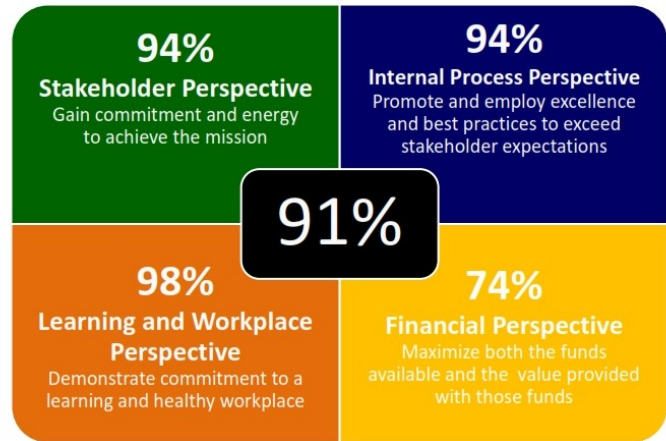 94%
Stakeholder Perspective
Gain commitment and energy
to achieve the mission
94%
Internal Process Perspective
Promote and employ excellence
and best practices to exceed
stakeholder expectations
91%
98%
Learning and Workplace
Perspective
Demonstrate commitment to a
learning and healthy workplace
74%
Financial Perspective
Maximize both the funds
available and the value provided
with those funds